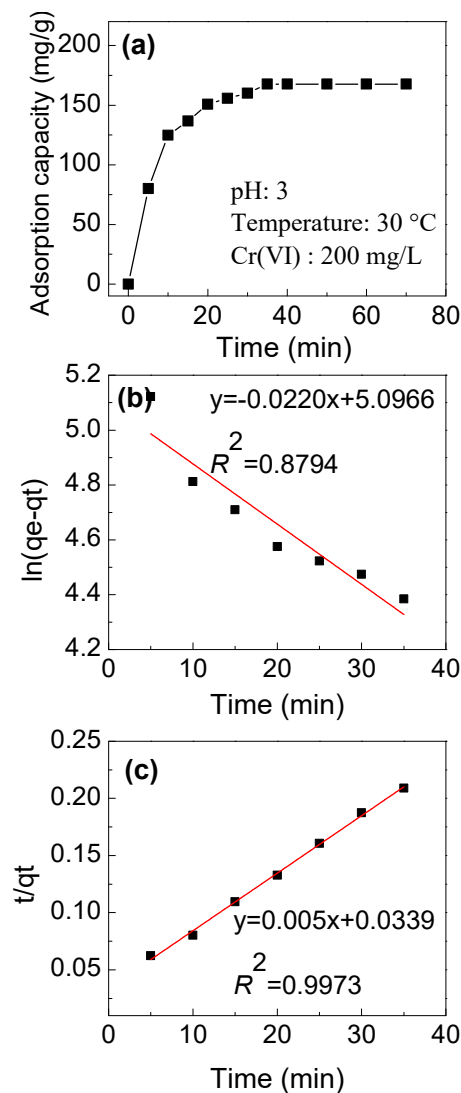 (a)
Adsorption capacity (mg/g)
200
150
100
50
0
pH: 3
Temperature: 30 °C
Cr(VI) : 200 mg/L
0 20 40 60 80
Time (min)
(b)
ln(qe-qt)
5.2
5.0
4.8
4.6
4.4
4.2
y=-0.0220x+5.0966
R²=0.8794
0 10 20 30 40
Time (min)
(c)
t/qt
0.25
0.20
0.15
0.10
0.05
y=0.005x+0.0339
R²=0.9973
0 10 20 30 40
Time (min)